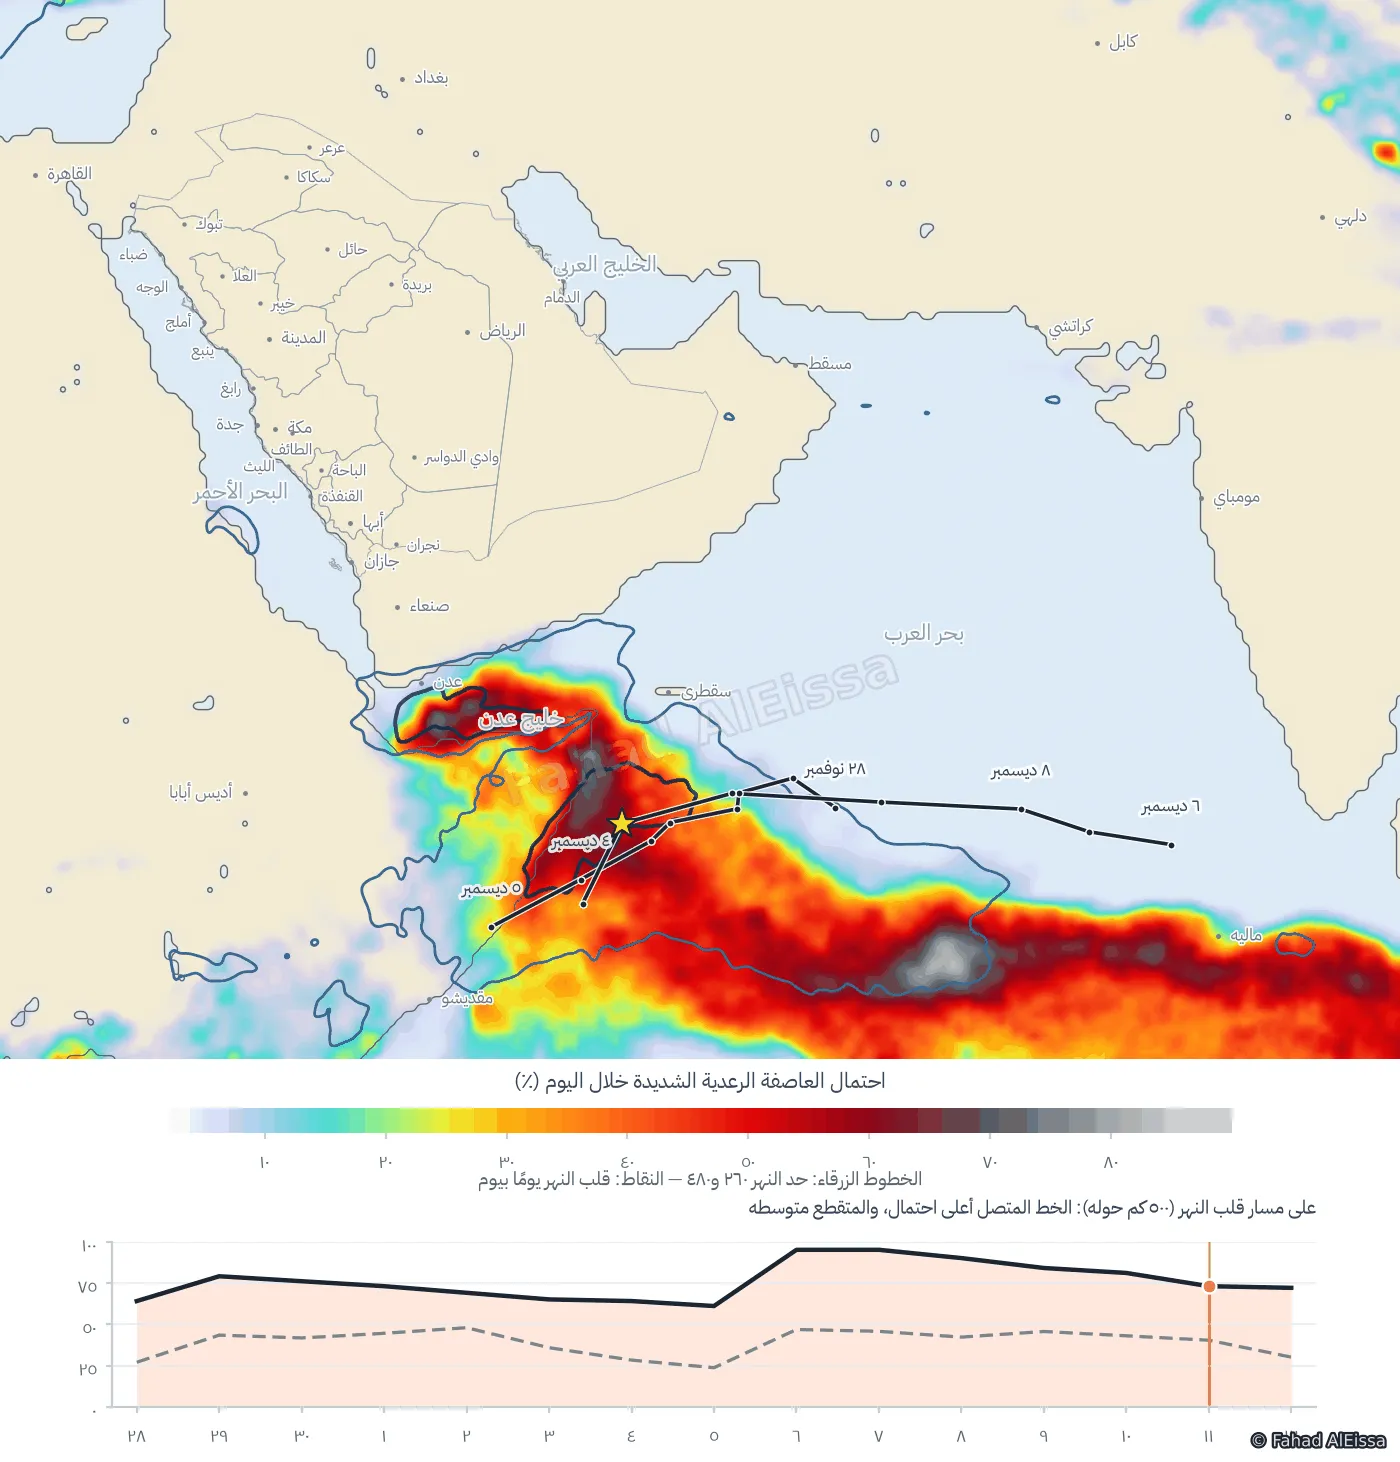 كابل
بغداد
عرعر
القاهرة
سكاكا
دلهي
تبوك
حائل
ضباء
الخليج العربي
العلا
بريدة
الوجه
الدمام
خيبر
أملج
كراتشي
الرياض
المدينة
ينبع
مسقط
رابغ
مكة
جدة
الطائف
وادي الدواسر
الليث
الباحة
البحر الأحمر
القنفذة
مومباي
أبها
نجران
جازان
صنعاء
بحر العرب
عدن
سقطرى
Fahad AlEissa
خليج عدن
٢٨ نوفمبر
٨ ديسمبر
أديس أبابا
٦ ديسمبر
٤ ديسمبر
٥ ديسمبر
ماليه
مقديشو
احتمال العاصفة الرعدية الشديدة خلال اليوم (٪)
١٠ ٢٠ ٣٠ ٤٠ ٥٠ ٦٠ ٧٠ ٨٠
الخطوط الزرقاء: حد النهر ٢٦٠ و٤٨٠ — النقاط: قلب النهر يومًا بيوم
على مسار قلب النهر (٥٠٠ كم حوله): الخط المتصل أعلى احتمال، والمتقطع متوسطه
١٠٠
٧٥
٥٠
٢٥
٠
٢٨ ٢٩ ٣٠ ١ ٢ ٣ ٤ ٥ ٦ ٧ ٨ ٩ ١٠ ١١
© Fahad AlEissa